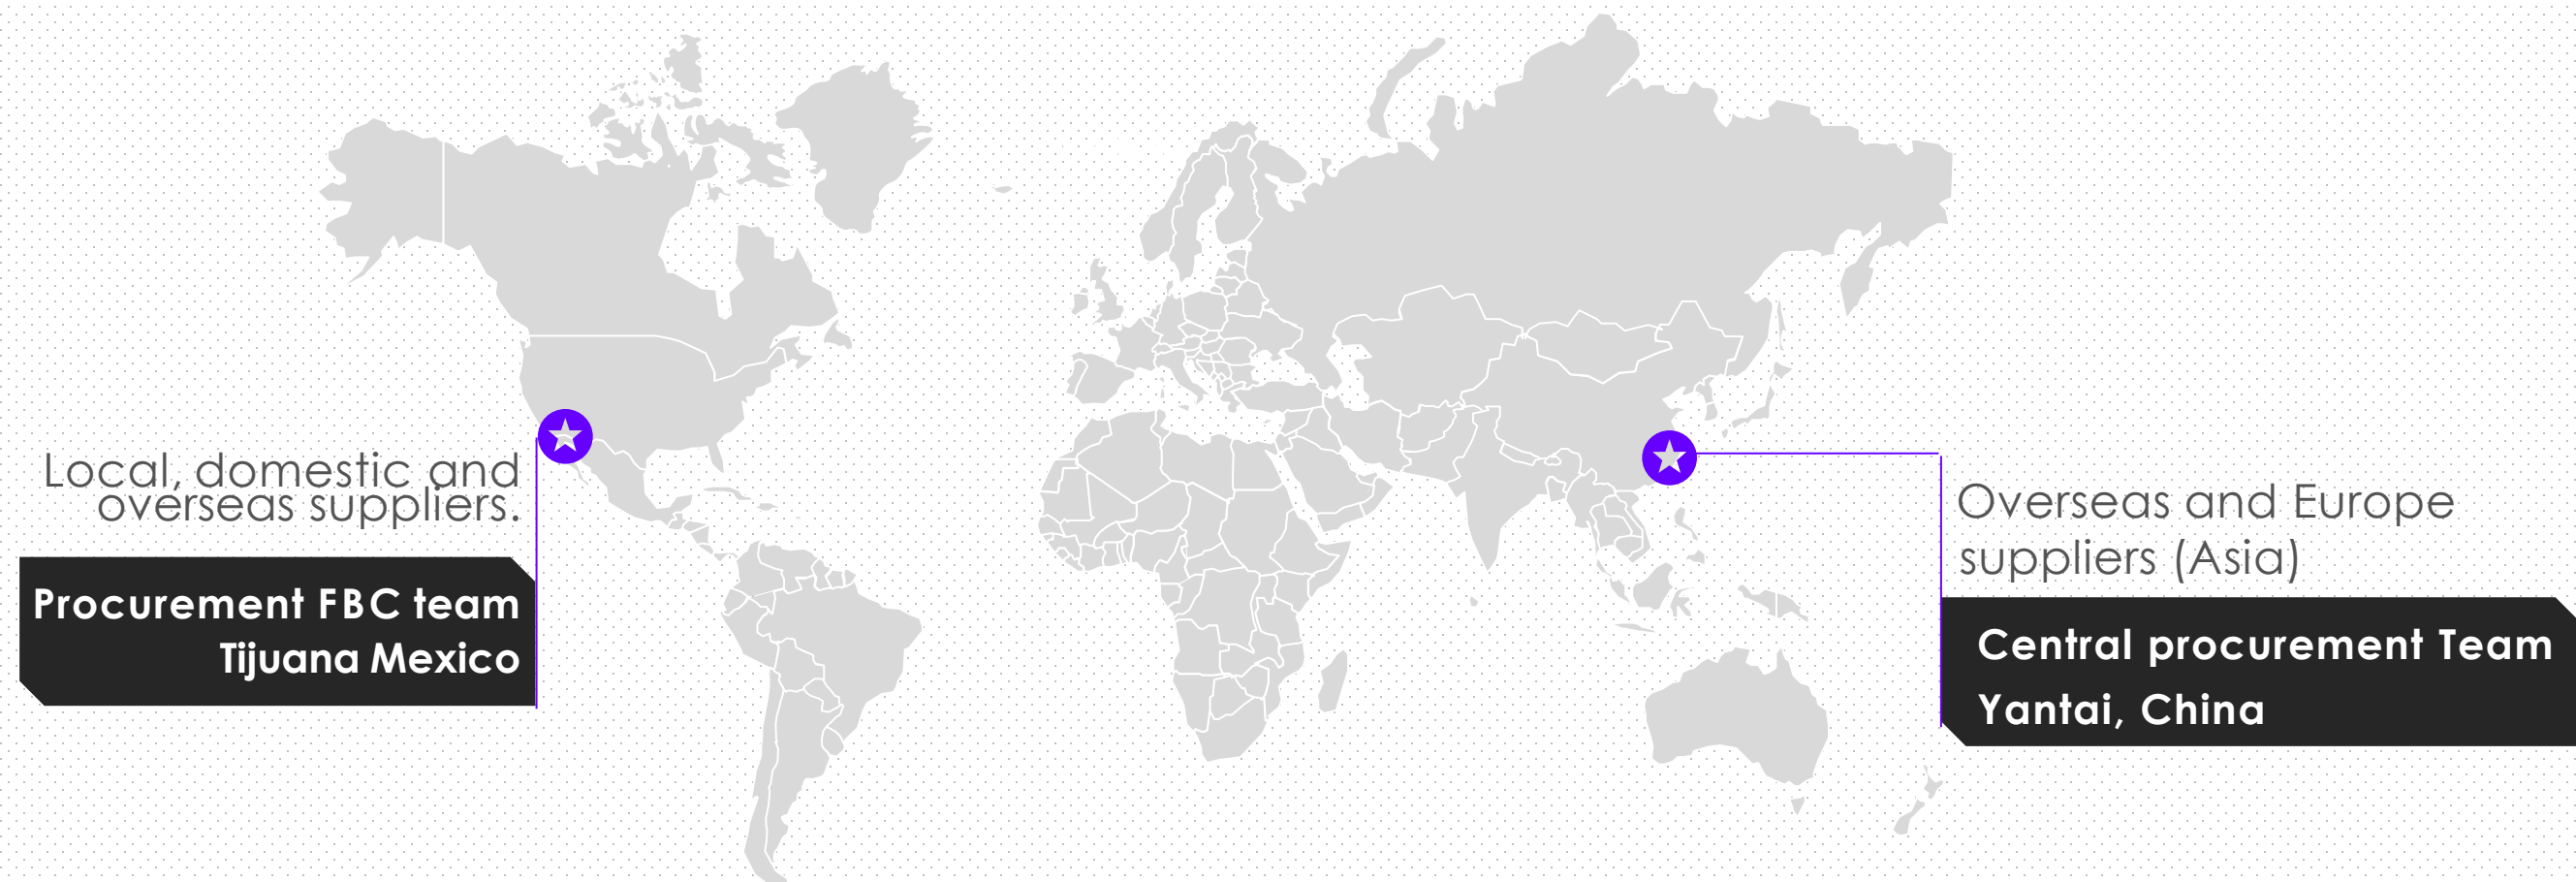 Local, domestic and
overseas suppliers.
Procurement FBC team
Tijuana Mexico
Overseas and Europe
suppliers (Asia)
Central procurement Team
Yantai, China